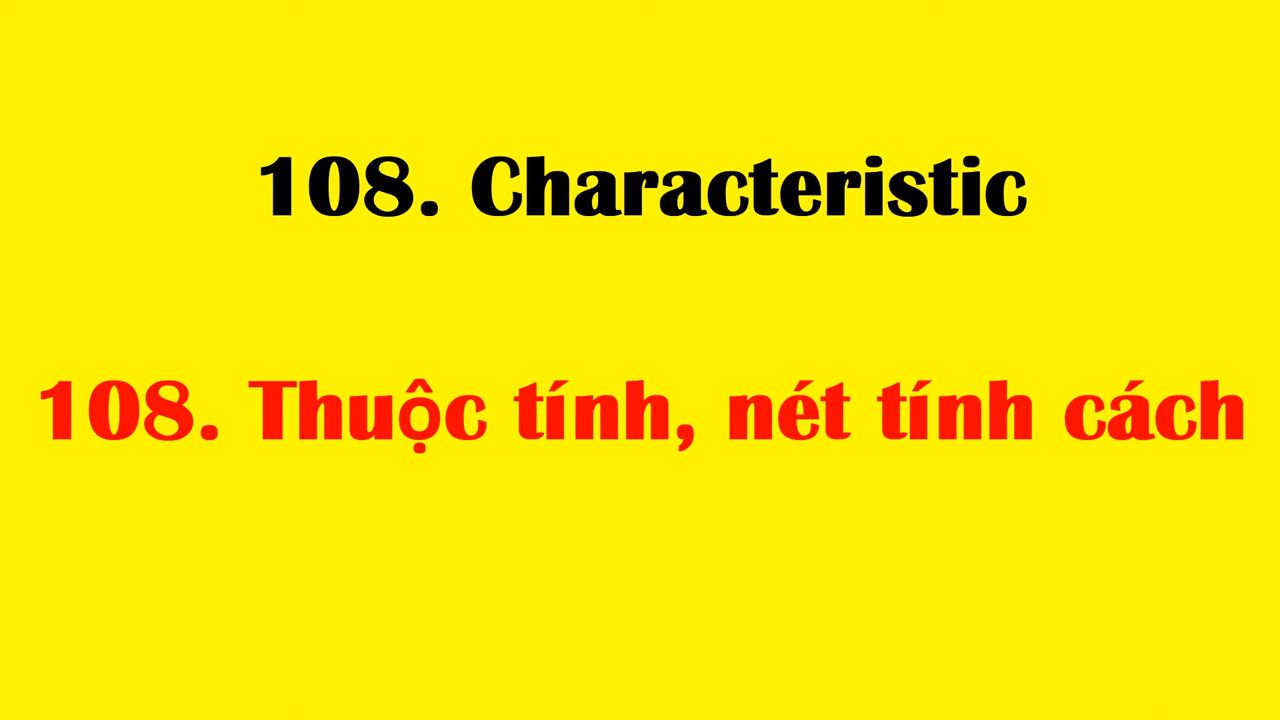 108. Characteristic
108. Thuộc tính, nét tính cách